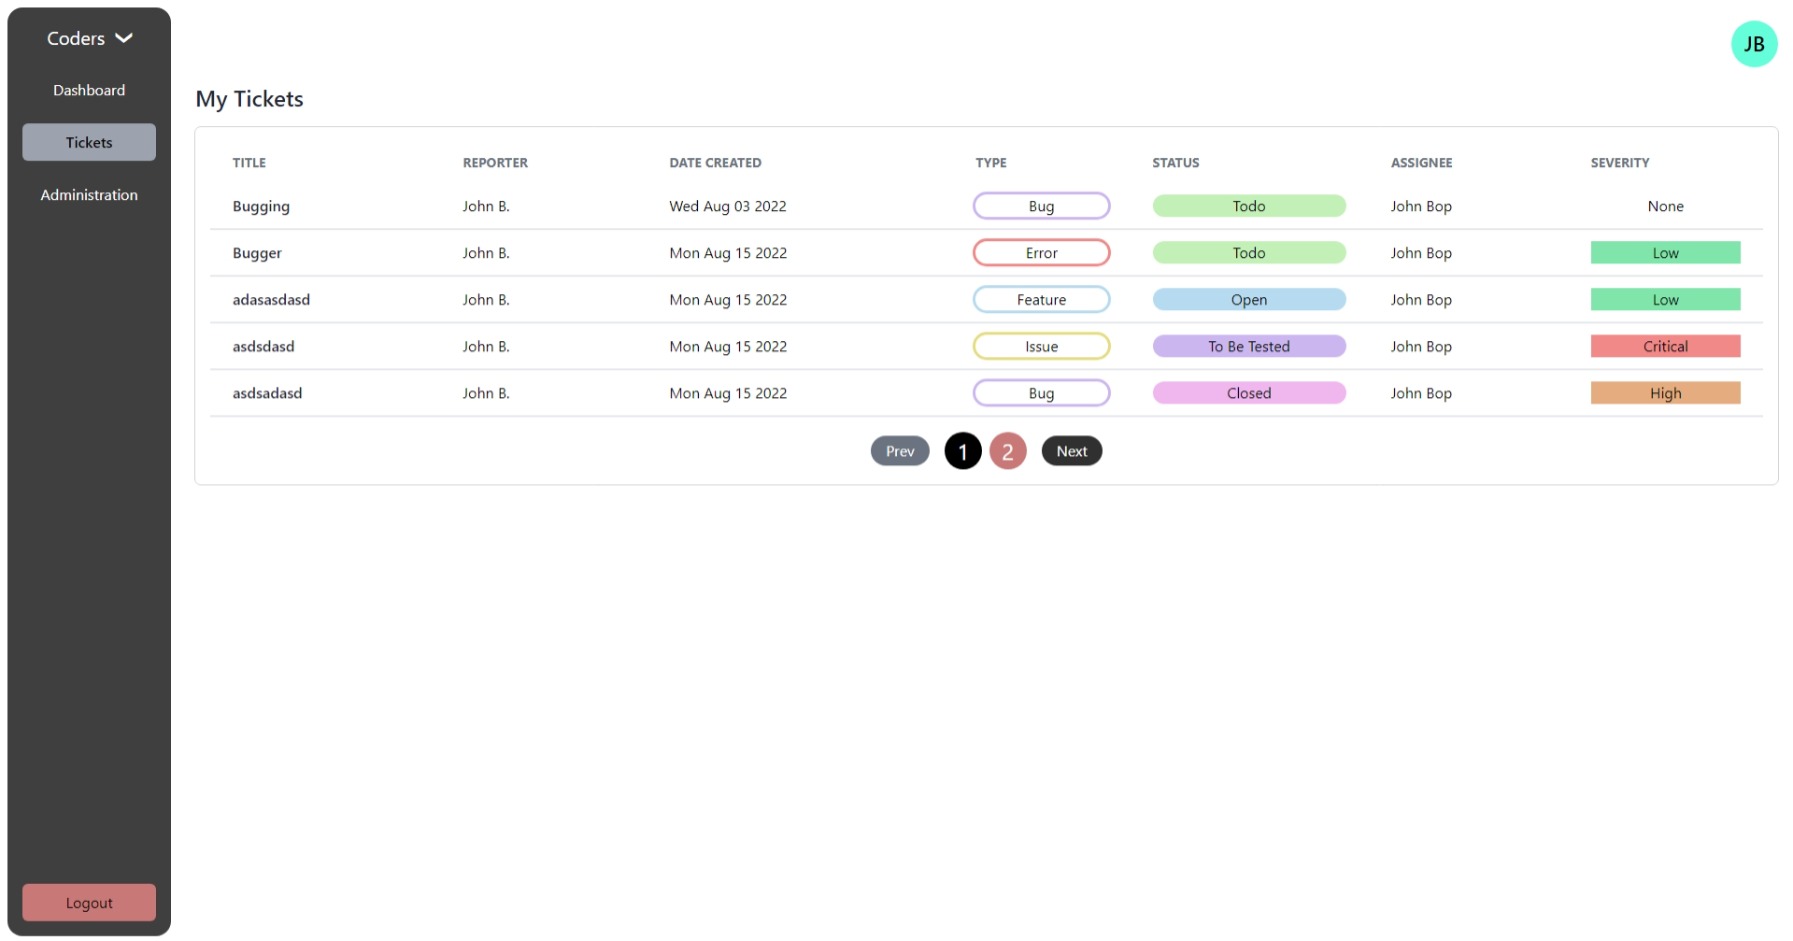 Coders
JB
Dashboard
My Tickets
Tickets
TITLE REPORTER DATE CREATED TYPE STATUS ASSIGNEE SEVERITY
Administration
Bugging John B. Wed Aug 03 2022 Bug Todo John Bop None
Bugger John B. Mon Aug 15 2022 Error Todo John Bop Low
adasasdasd John B. Mon Aug 15 2022 Feature Open John Bop Low
asdsdasd John B. Mon Aug 15 2022 Issue To Be Tested John Bop Critical
asdsadasd John B. Mon Aug 15 2022 Bug Closed John Bop High
Prev 1 2 Next
Logout